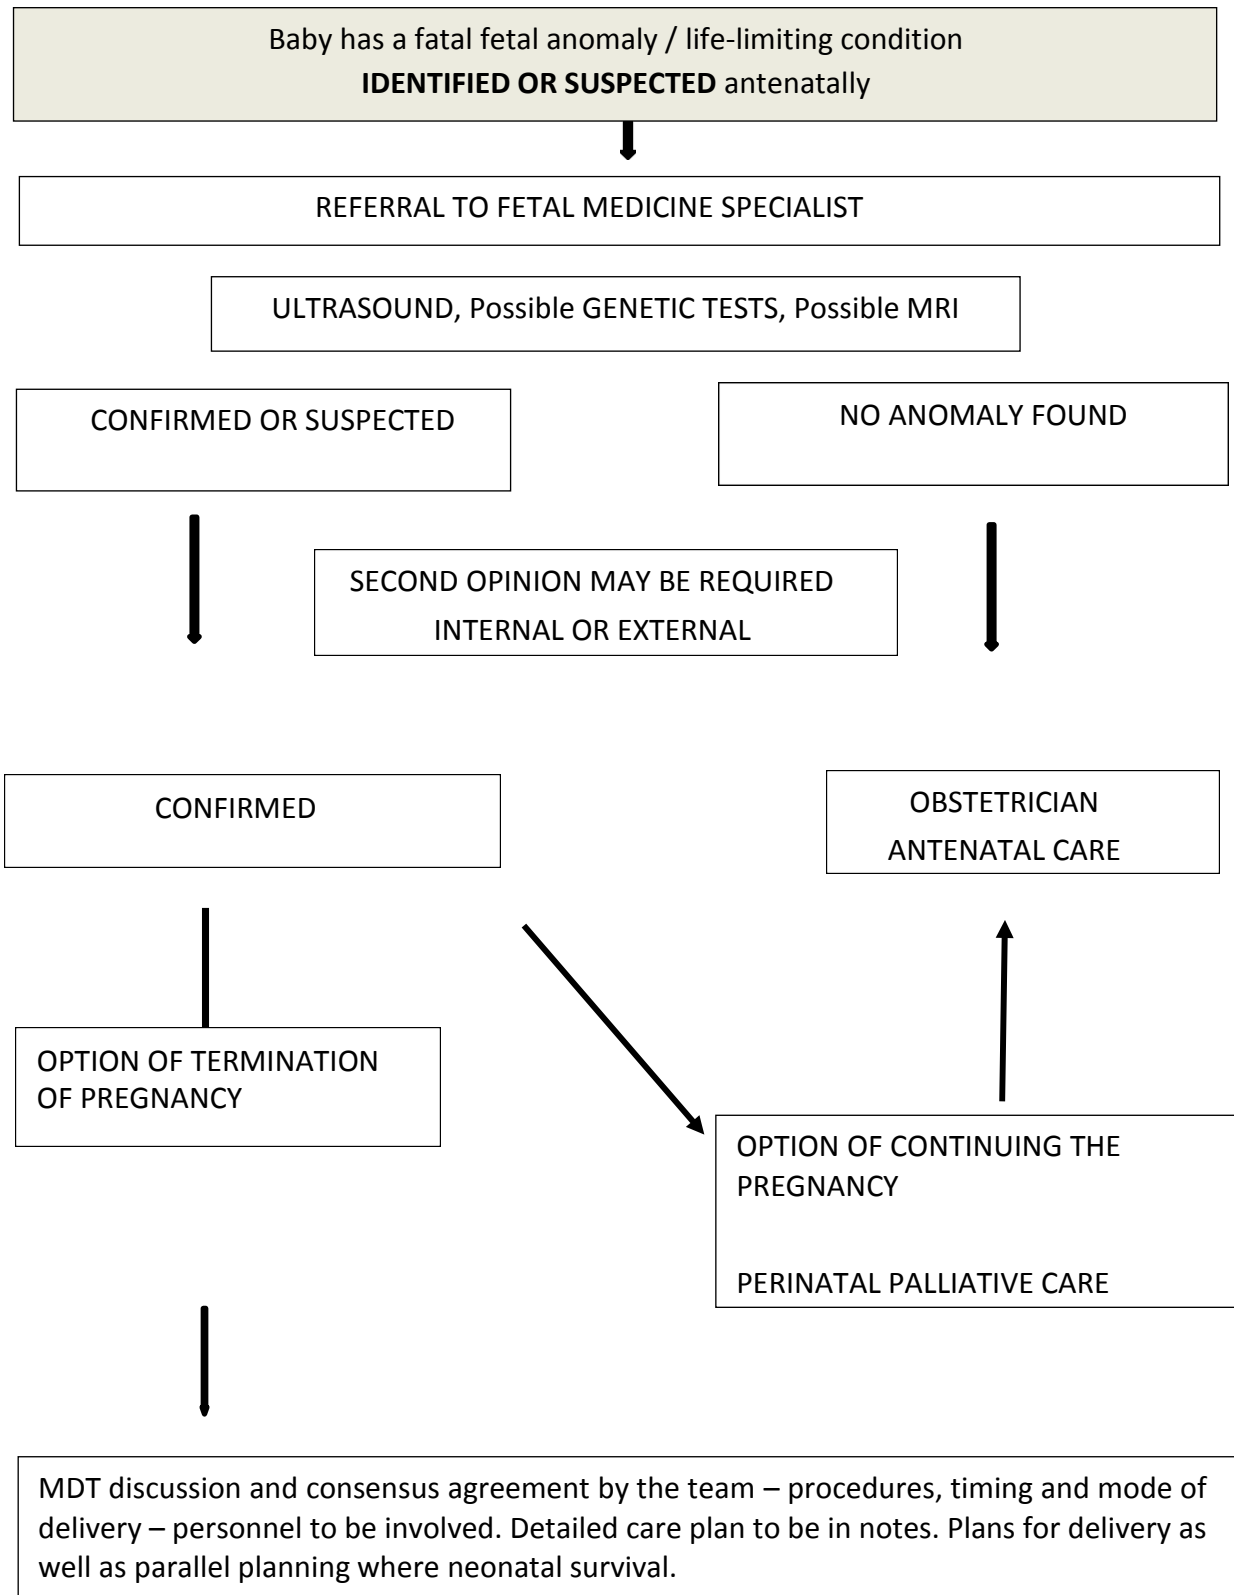 Baby has a fatal fetal anomaly / life-limiting condition
IDENTIFIED OR SUSPECTED antenatally
REFERRAL TO FETAL MEDICINE SPECIALIST
ULTRASOUND, Possible GENETIC TESTS, Possible MRI
CONFIRMED OR SUSPECTED
NO ANOMALY FOUND
SECOND OPINION MAY BE REQUIRED
INTERNAL OR EXTERNAL
CONFIRMED
OBSTETRICIAN
ANTENATAL CARE
OPTION OF TERMINATION
OF PREGNANCY
OPTION OF CONTINUING THE
PREGNANCY
PERINATAL PALLIATIVE CARE
MDT discussion and consensus agreement by the team – procedures, timing and mode of
delivery – personnel to be involved. Detailed care plan to be in notes. Plans for delivery as
well as parallel planning where neonatal survival.